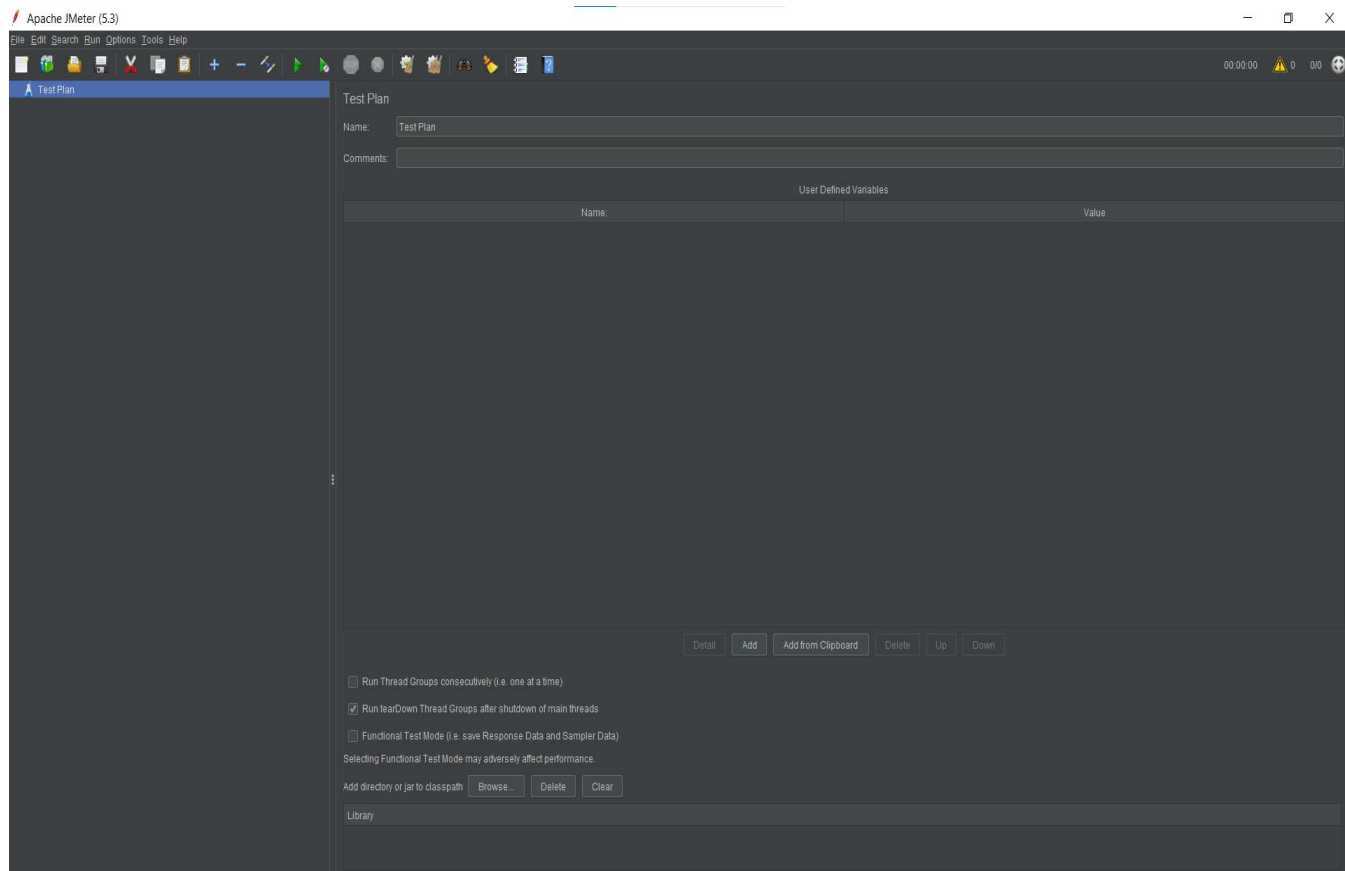 Apache JMeter (5.3)
File Edit Search Run Options Tools Help
00:00:00 0 0/0
Test Plan
Test Plan
Name: Test Plan
Comments:
User Defined Variables
Name: Value
Detail Add Add from Clipboard Delete Up Down
Run Thread Groups consecutively (i.e. one at a time)
Run tearDown Thread Groups after shutdown of main threads
Functional Test Mode (i.e. save Response Data and Sampler Data)
Selecting Functional Test Mode may adversely affect performance.
Add directory or jar to classpath Browse... Delete Clear
Library